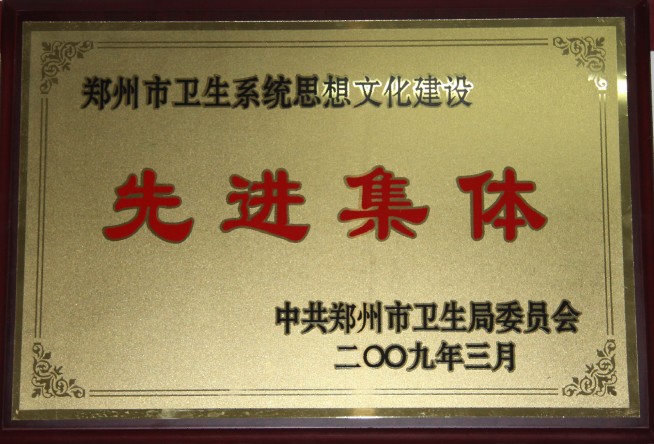 郑州市卫生系统思想文化建设
先进集体
中共郑州市卫生局委员会
二〇〇九年三月